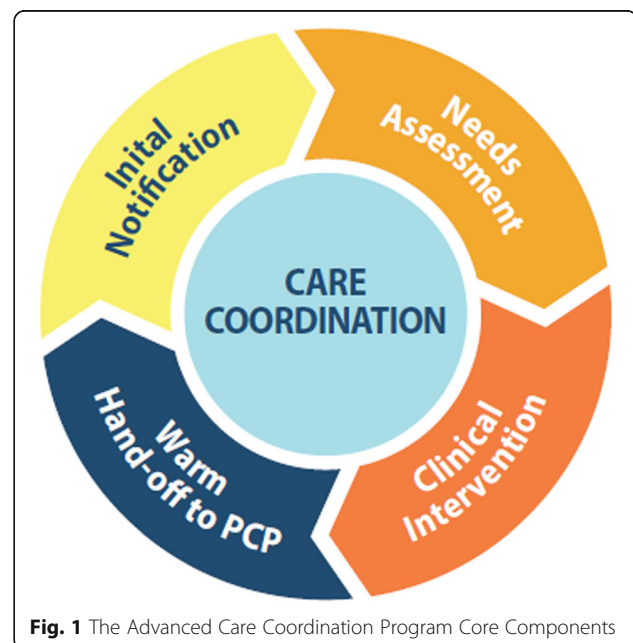 Inital
Notification
Needs
Assessment
CARE
COORDINATION
Clinical
Intervention
Warm
Hand-off to PCP
Fig. 1 The Advanced Care Coordination Program Core Components